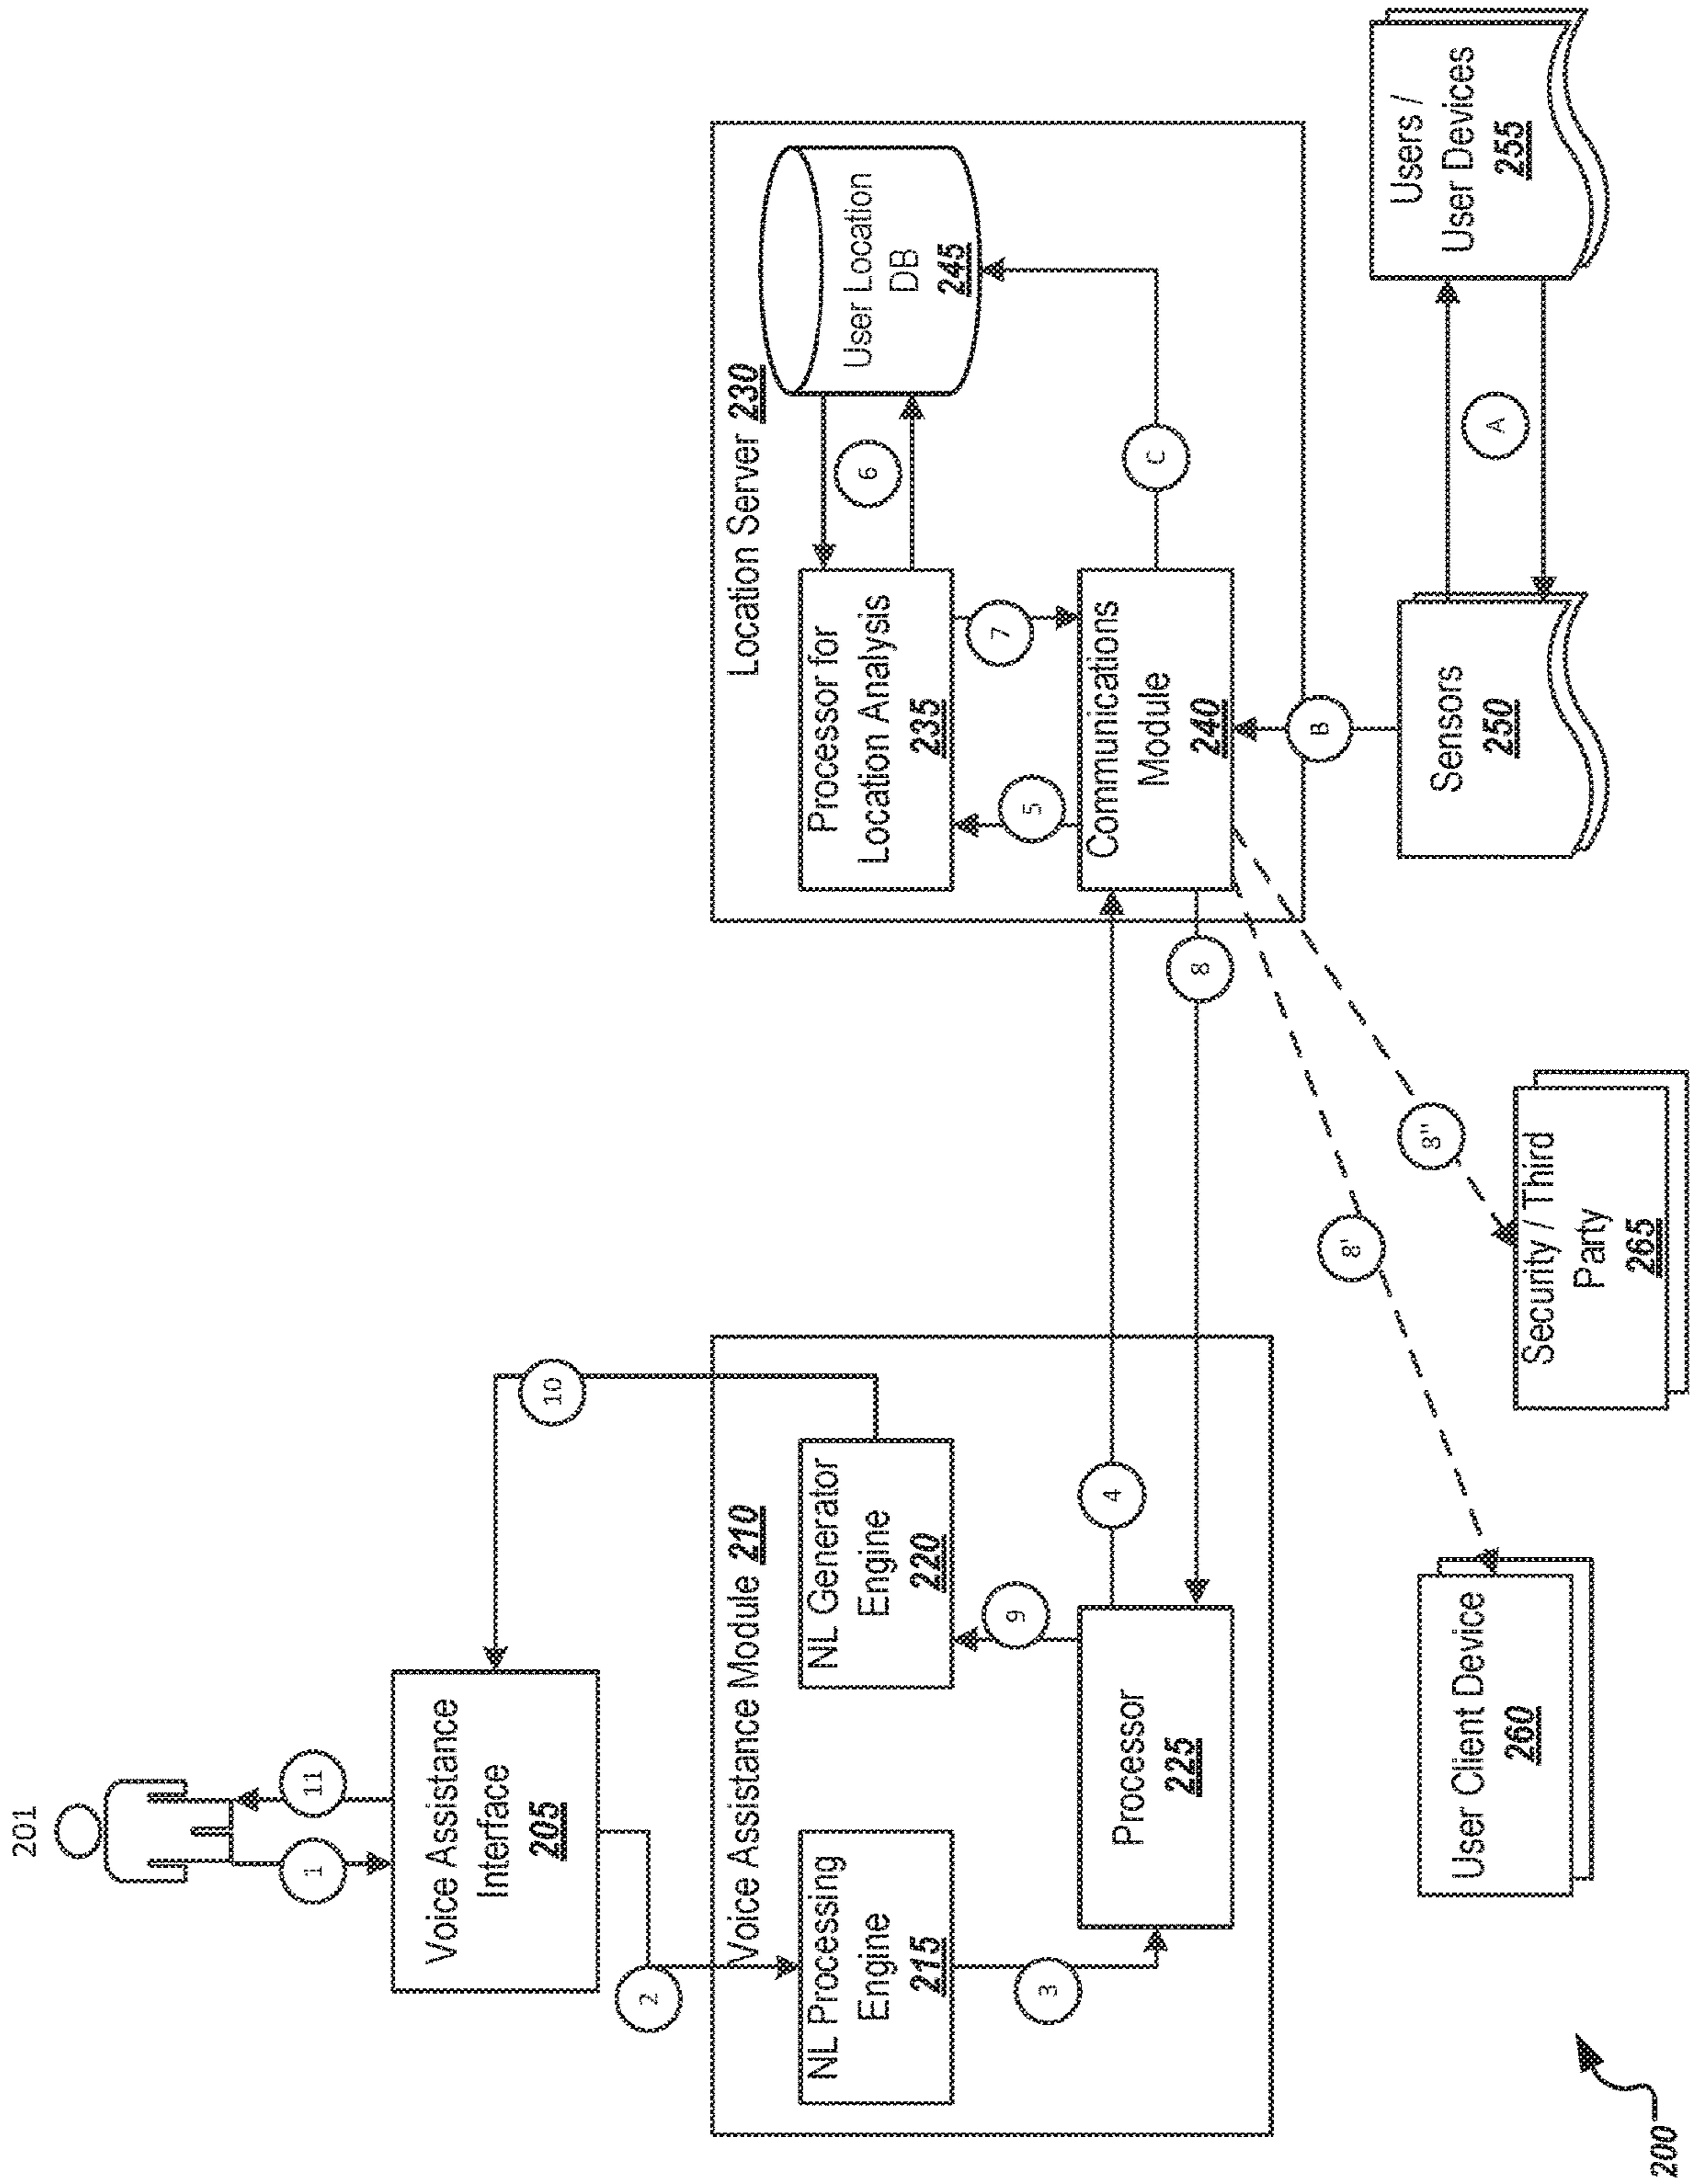 201
1
11
Voice Assistance
Interface
205
2
10
Voice Assistance Module 210
NL Processing
Engine
215
NL Generator
Engine
220
3
9
Processor
225
4
8
Location Server 230
Processor for
Location Analysis
235
6
User Location
DB
245
5
7
Communications
Module
240
C
B
8'
8"
User Client Device
260
Security / Third
Party
265
Sensors
250
A
Users /
User Devices
255
200